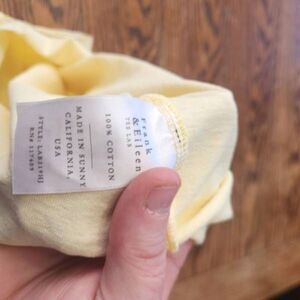 Frank
& Eileen
TEE LAB
100% COTTON
MADE IN SUNNY
CALIFORNIA,
USA